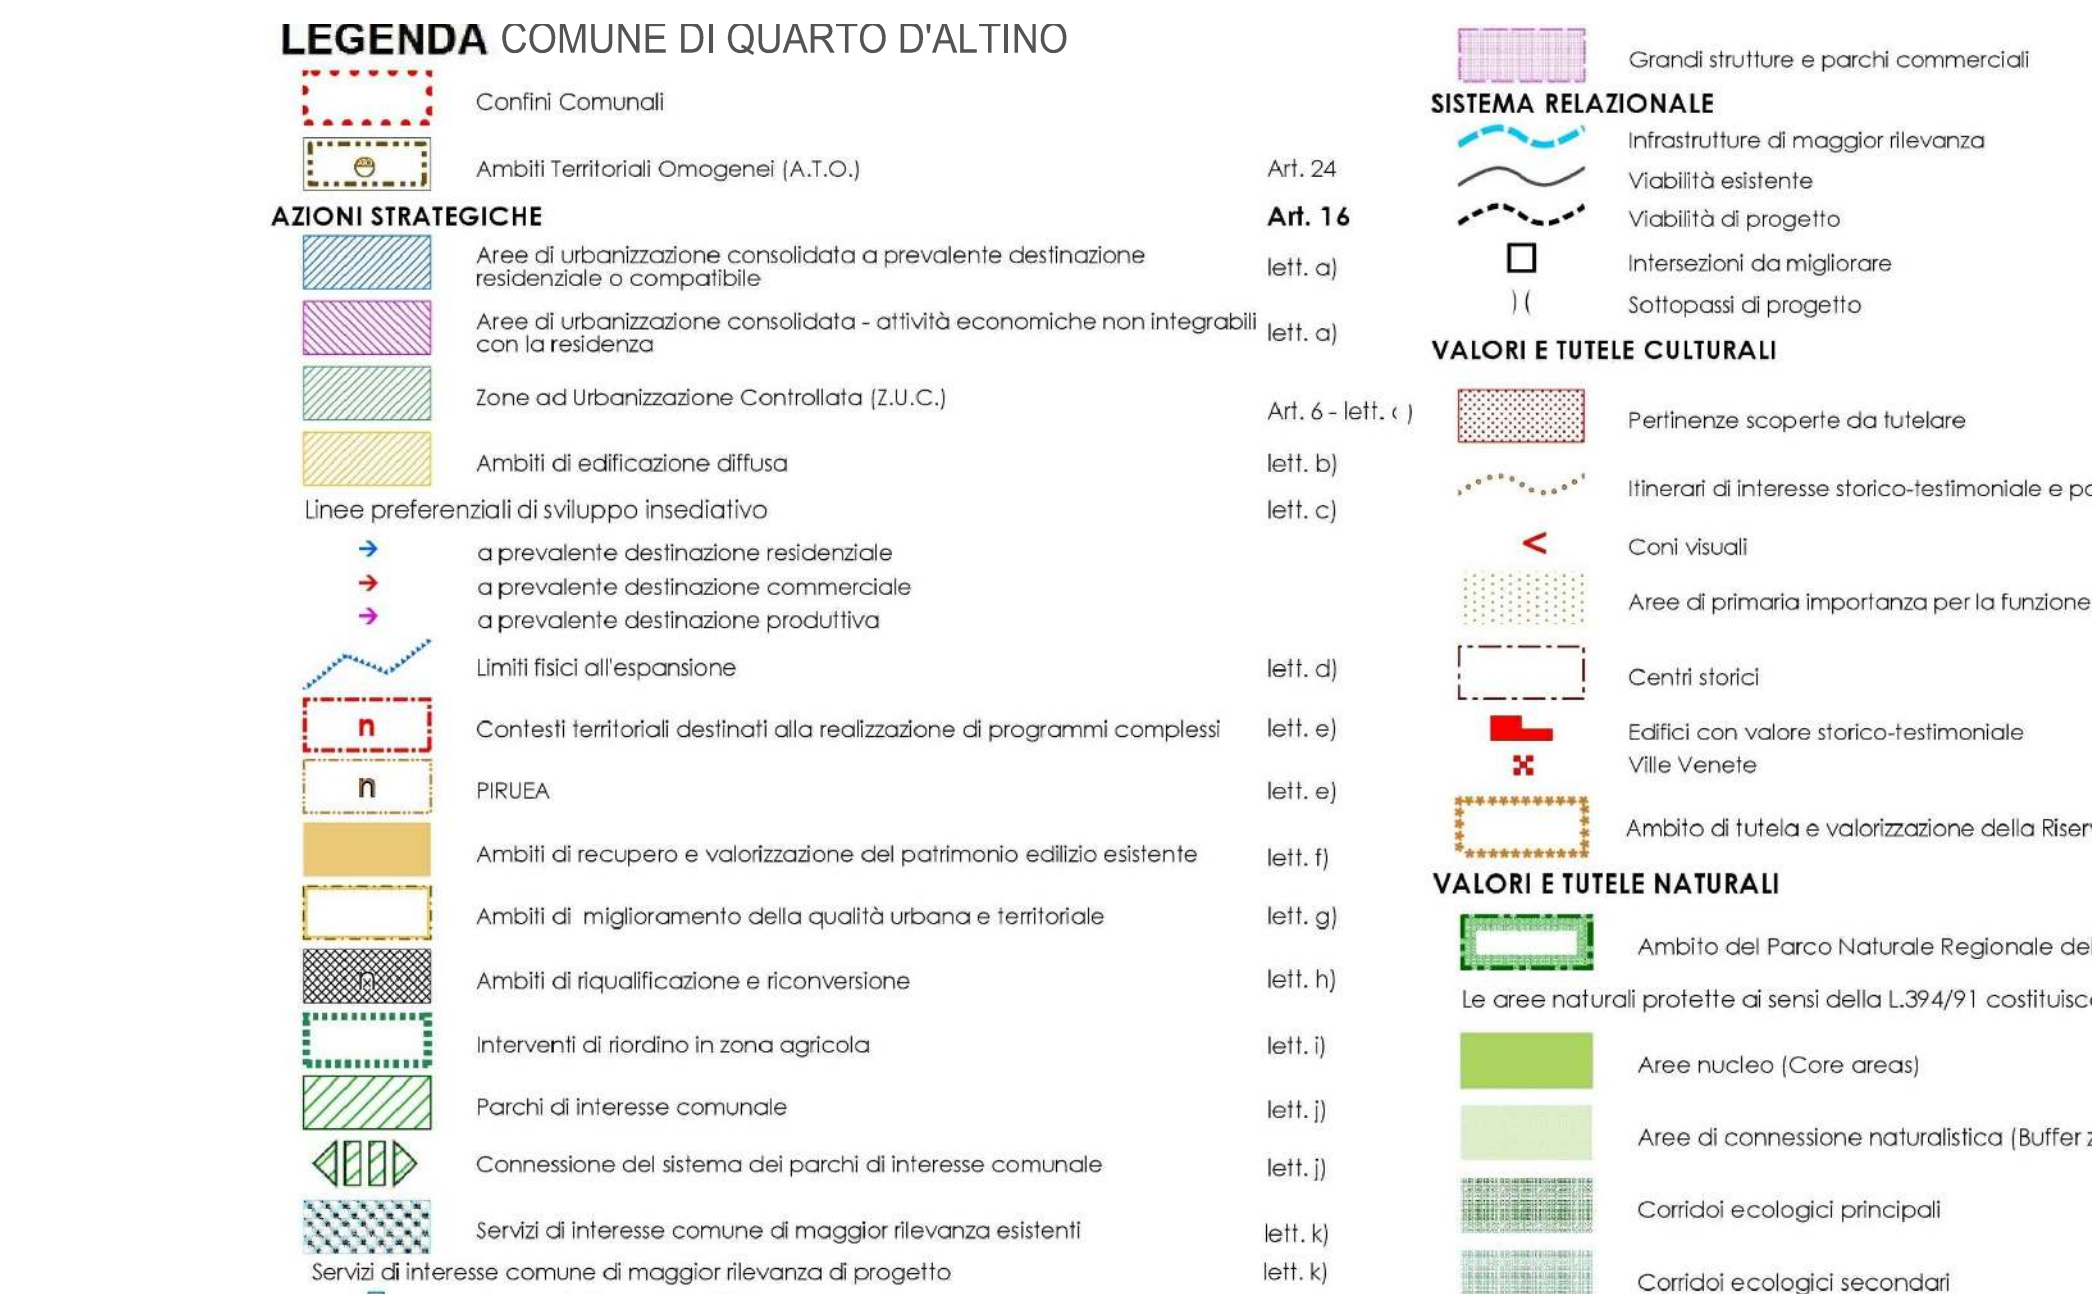 LEGENDA COMUNE DI QUARTO D'ALTINO
Confini Comunali
Ambiti Territoriali Omogenei (A.T.O.) Art. 24
AZIONI STRATEGICHE Art. 16
Aree di urbanizzazione consolidata a prevalente destinazione
residenziale o compatibile lett. a)
Aree di urbanizzazione consolidata - attività economiche non integrabili
con la residenza lett. a)
Zone ad Urbanizzazione Controllata (Z.U.C.) Art. 6 - lett. )
Ambiti di edificazione diffusa lett. b)
Linee preferenziali di sviluppo insediativo lett. c)
a prevalente destinazione residenziale
a prevalente destinazione commerciale
a prevalente destinazione produttiva
Limiti fisici all'espansione lett. d)
n Contesti territoriali destinati alla realizzazione di programmi complessi lett. e)
n PIRUEA lett. e)
Ambiti di recupero e valorizzazione del patrimonio edilizio esistente lett. f)
Ambiti di miglioramento della qualità urbana e territoriale lett. g)
n Ambiti di riqualificazione e riconversione lett. h)
Interventi di riordino in zona agricola lett. i)
Parchi di interesse comunale lett. j)
Connessione del sistema dei parchi di interesse comunale lett. j)
Servizi di interesse comune di maggior rilevanza esistenti lett. k)
Servizi di interesse comune di maggior rilevanza di progetto lett. k)
Grandi strutture e parchi commerciali
SISTEMA RELAZIONALE
Infrastrutture di maggior rilevanza
Viabilità esistente
Viabilità di progetto
Intersezioni da migliorare
Sottopassi di progetto
VALORI E TUTELE CULTURALI
Pertinenze scoperte da tutelare
Itinerari di interesse storico-testimoniale e
Coni visuali
Aree di primaria importanza per la funzione
Centri storici
Edifici con valore storico-testimoniale
Ville Venete
Ambito di tutela e valorizzazione della
VALORI E TUTELE NATURALI
Ambito del Parco Naturale Regionale
Le aree naturali protette ai sensi della L.394/91
Aree nucleo (Core areas)
Aree di connessione naturalistica (Buffer
Corridoi ecologici principali
Corridoi ecologici secondari